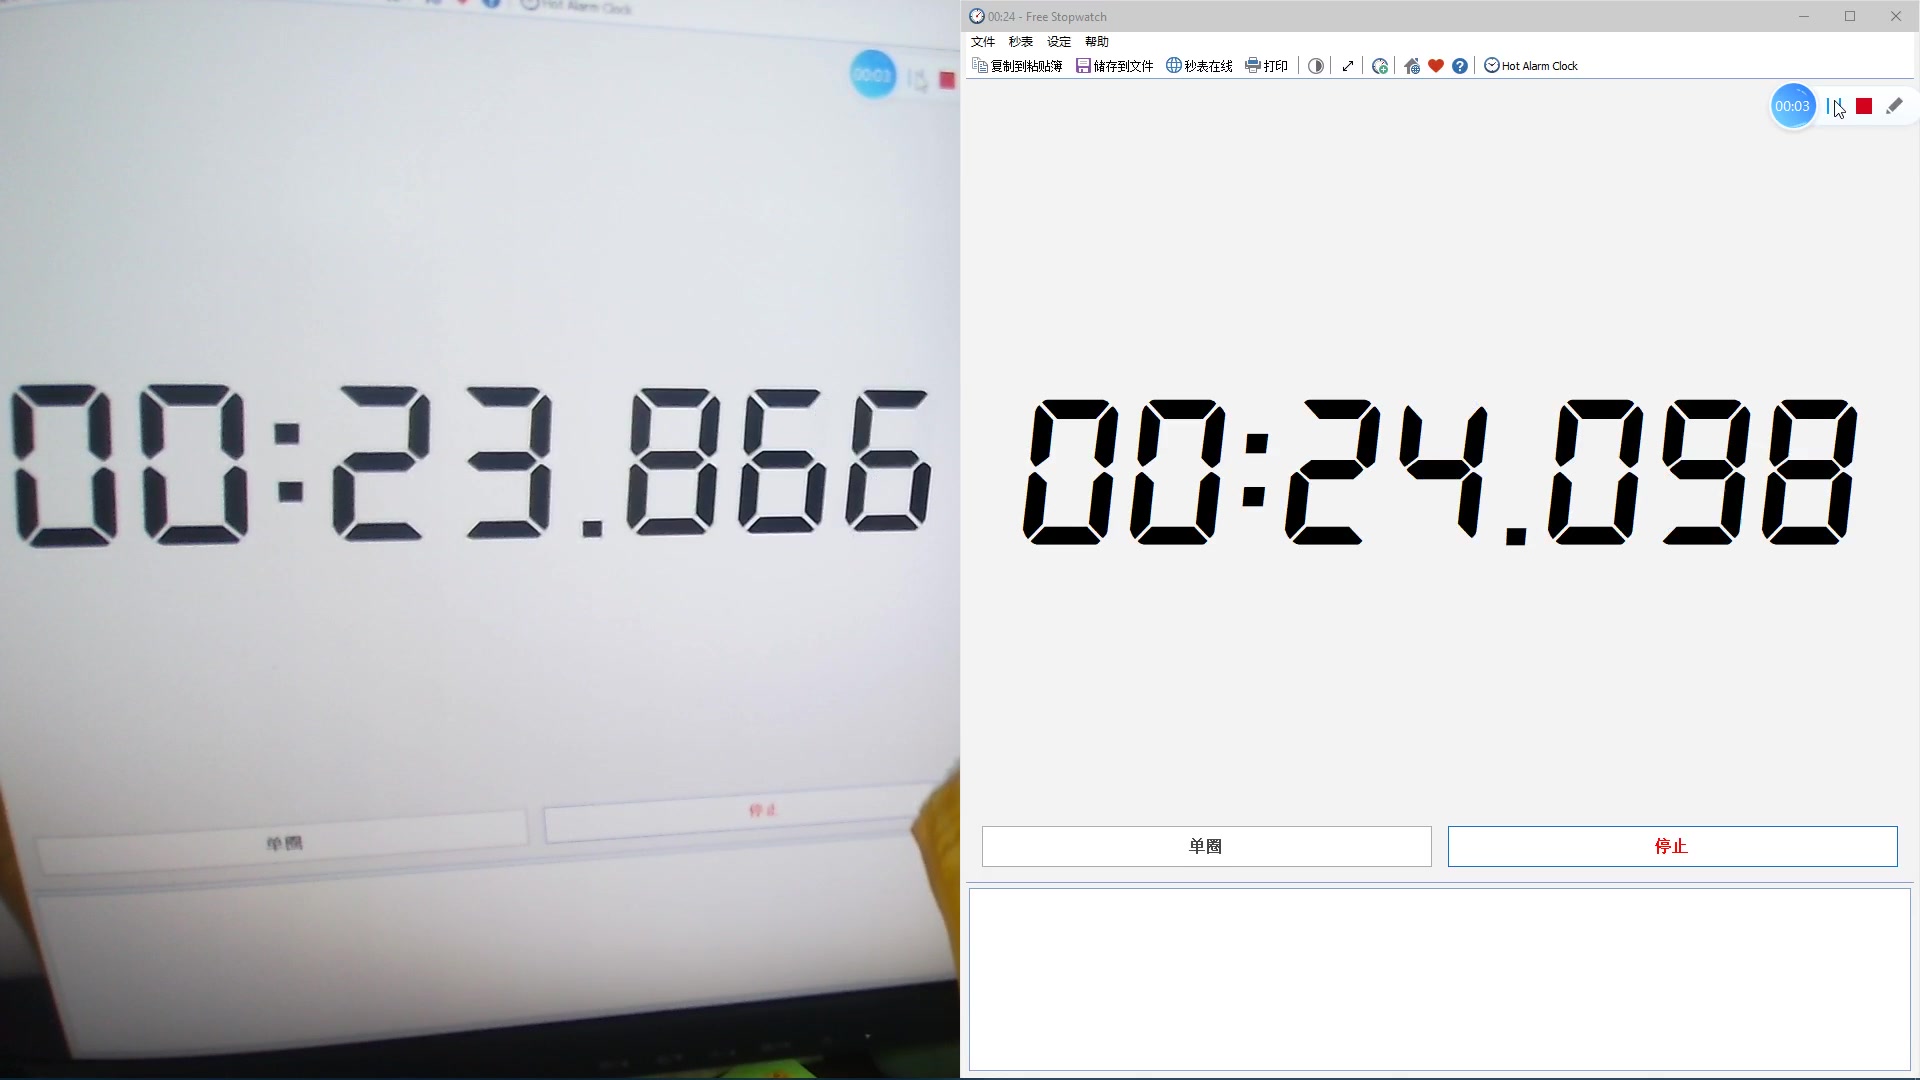 Hot Alarm Clock
00:03
00:23.866
单圈
停止
00:24 - Free Stopwatch
文件 秒表 设定 帮助
复制到粘贴簿 储存到文件 秒表在线 打印 Hot Alarm Clock
00:03
00:24.098
单圈 停止